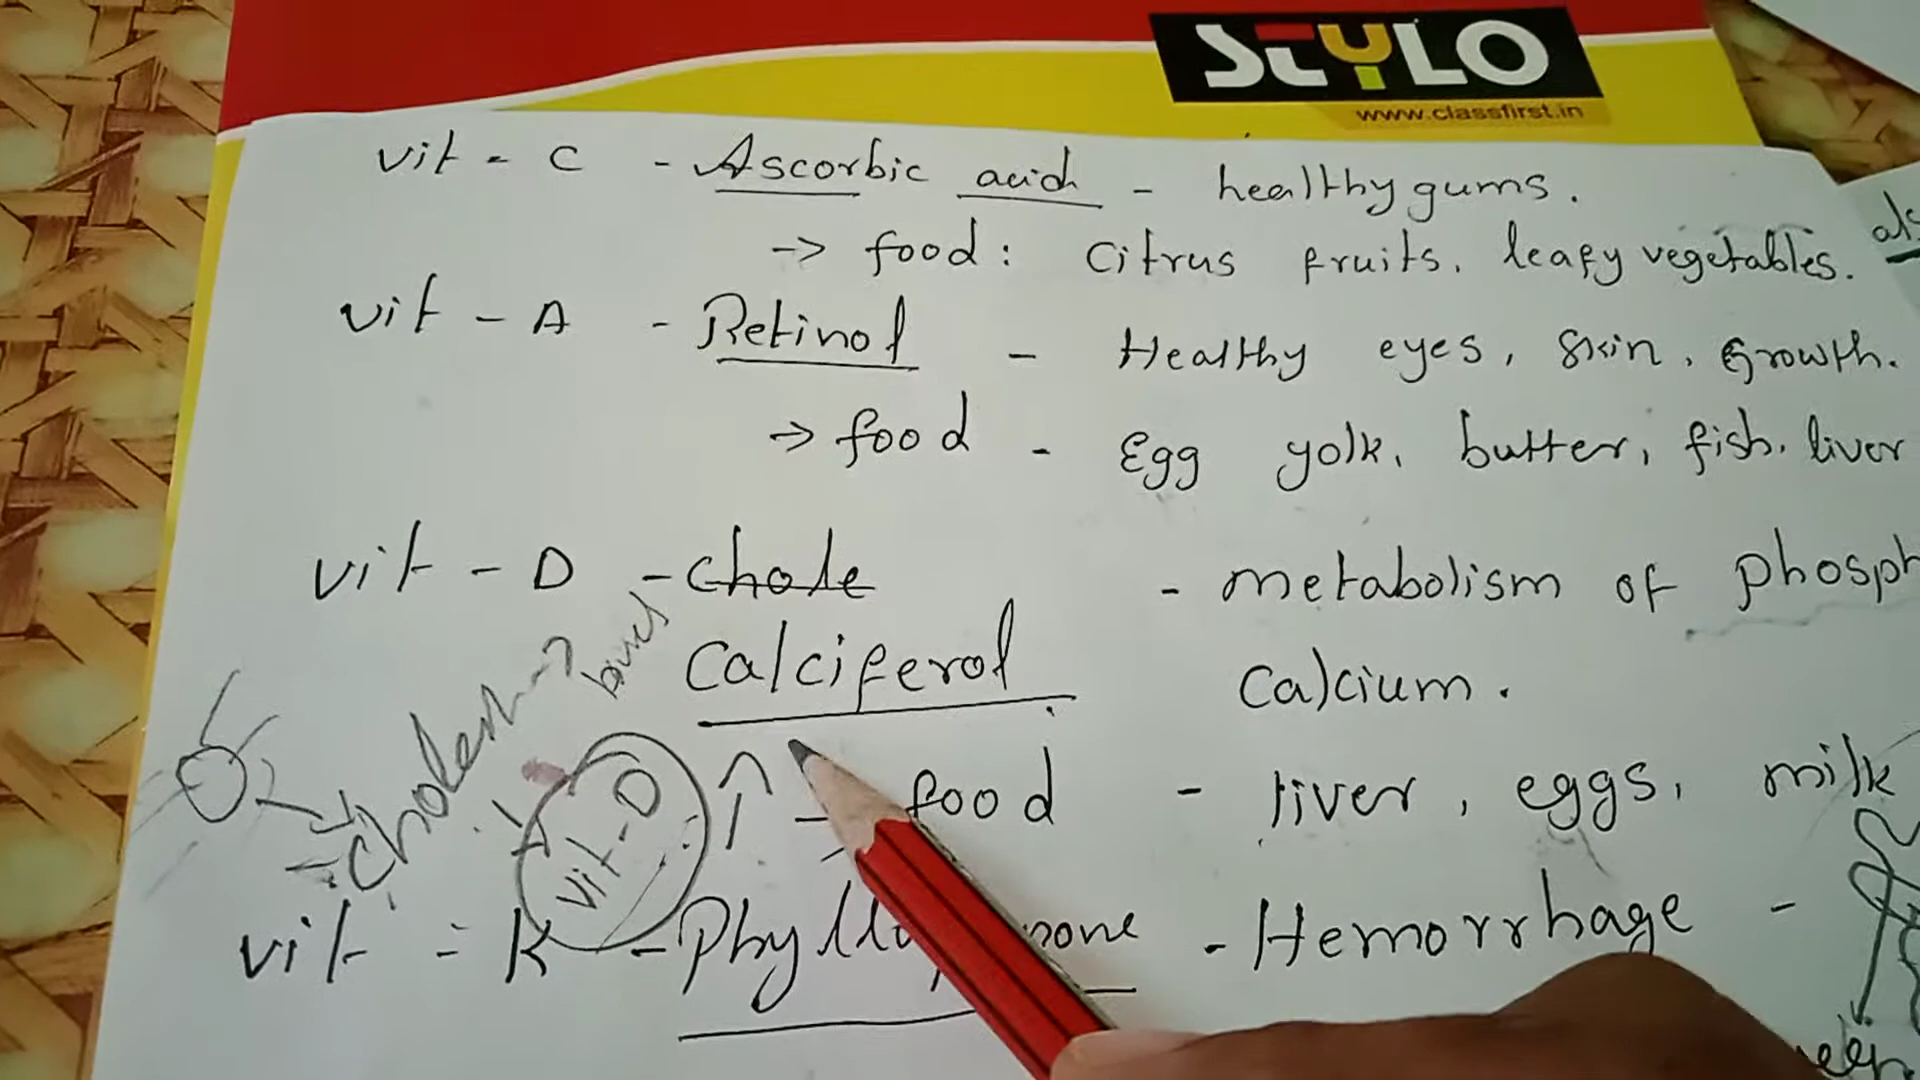 STYLO
www.classfirst.in
vit - C - Ascorbic acid - healthy gums.
→ food: Citrus fruits, leafy vegetables.
vit - A - Retinol - Healthy eyes, skin, Growth.
→ food - Egg yolk, butter, fish, liver
vit - D - chole - metabolism of phosph
Calciferol Calcium.
food - liver, eggs, milk
vit-D
vit - K - Hemorrhage -